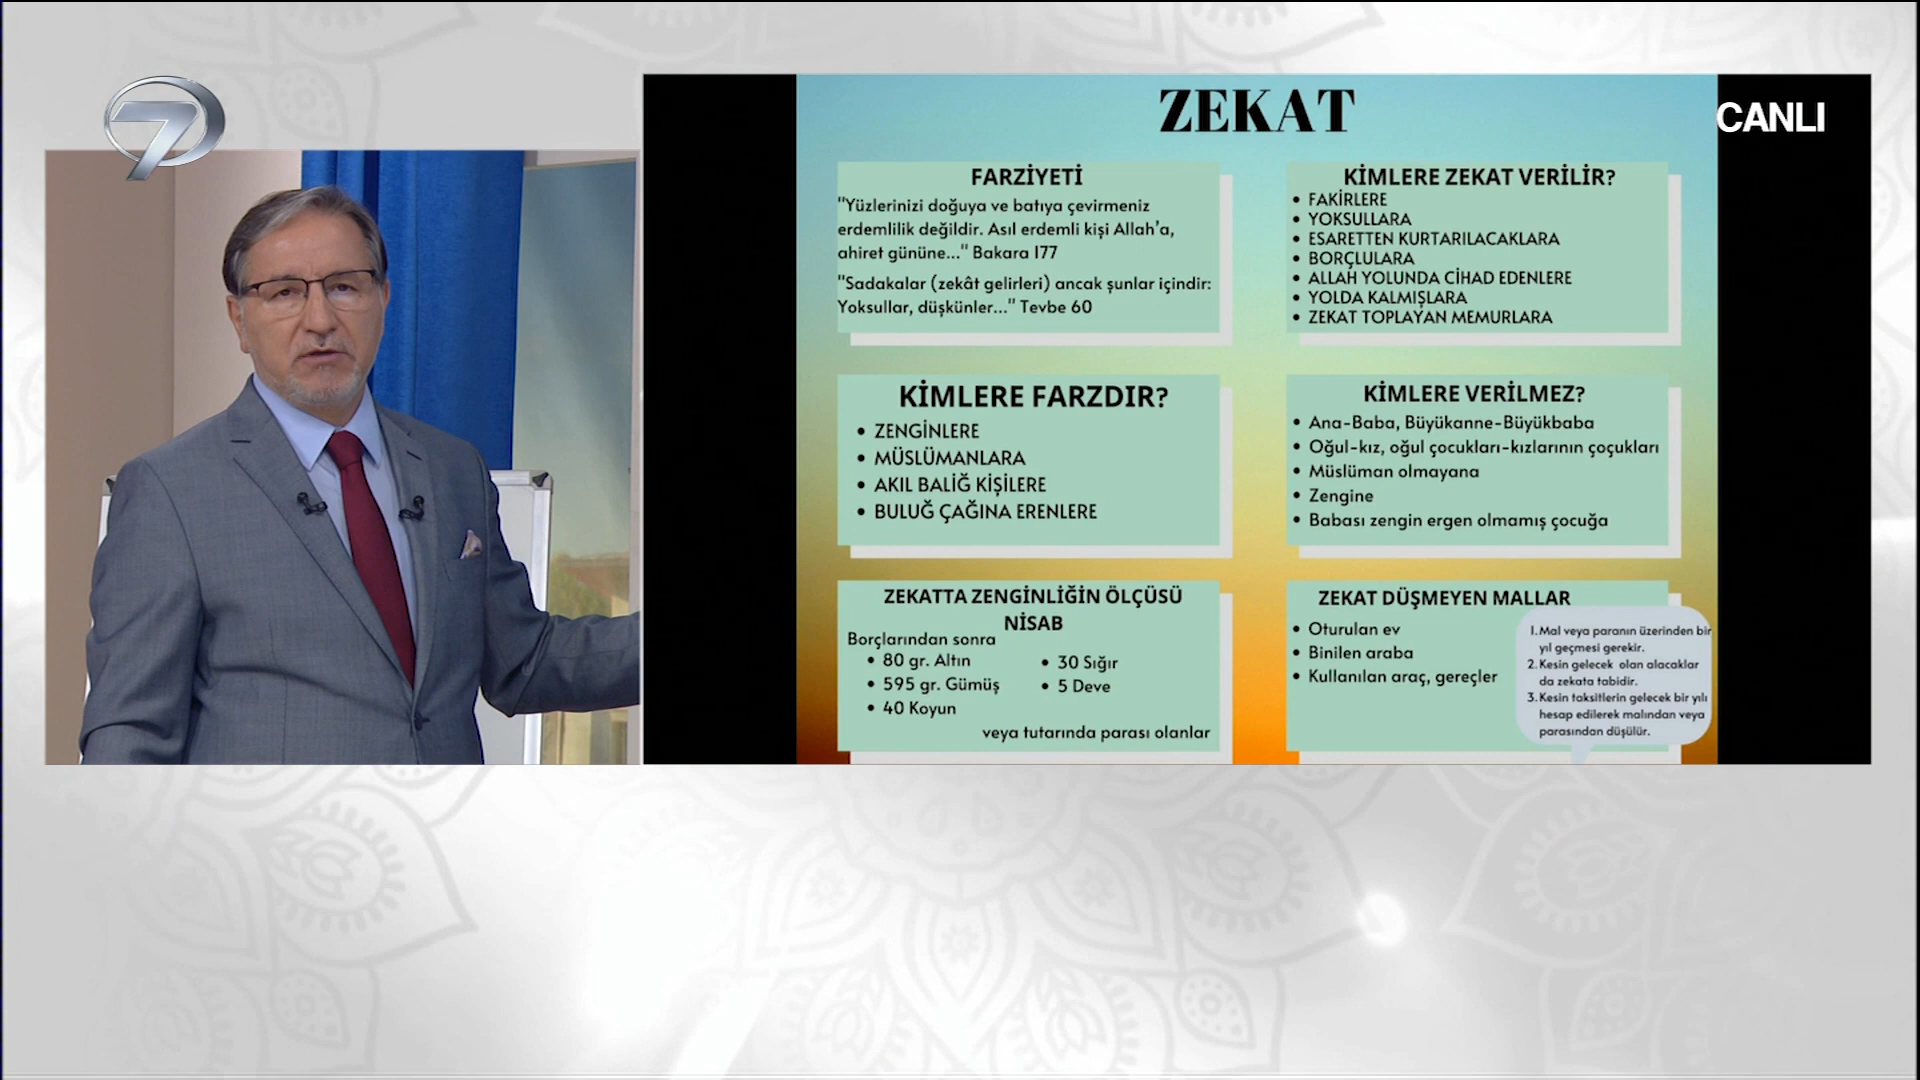 7
CANLI
ZEKAT
FARZİYETİ
"Yüzlerinizi doğuya ve batıya çevirmeniz
erdemlilik değildir. Asıl erdemli kişi Allah'a,
ahiret gününe..." Bakara 177
"Sadakalar (zekât gelirleri) ancak şunlar içindir:
Yoksullar, düşkünler..." Tevbe 60
KİMLERE ZEKAT VERİLİR?
• FAKİRLERE
• YOKSULLARA
• ESARETTEN KURTARILACAKLARA
• BORÇLULARA
• ALLAH YOLUNDA CİHAD EDENLERE
• YOLDA KALMIŞLARA
• ZEKAT TOPLAYAN MEMURLARA
KİMLERE FARZDIR?
• ZENGİNLERE
• MÜSLÜMANLARA
• AKIL BALİĞ KİŞİLERE
• BULUĞ ÇAĞINA ERENLERE
KİMLERE VERİLMEZ?
• Ana-Baba, Büyükanne-Büyükbaba
• Oğul-kız, oğul çocukları-kızlarının çoçukları
• Müslüman olmayana
• Zengine
• Babası zengin ergen olmamış çocuğa
ZEKATTA ZENGİNLİĞİN ÖLÇÜSÜ
NİSAB
Borçlarından sonra
• 80 gr. Altın
• 595 gr. Gümüş
• 40 Koyun
• 30 Sığır
• 5 Deve
veya tutarında parası olanlar
ZEKAT DÜŞMEYEN MALLAR
• Oturulan ev
• Binilen araba
• Kullanılan araç, gereçler
1. Mal veya paranın üzerinden bir
yıl geçmesi gerekir.
2. Kesin gelecek olan alacaklar
da zekata tabidir.
3. Kesin taksitlerin gelecek bir yılı
hesap edilerek malından veya
parasından düşülür.